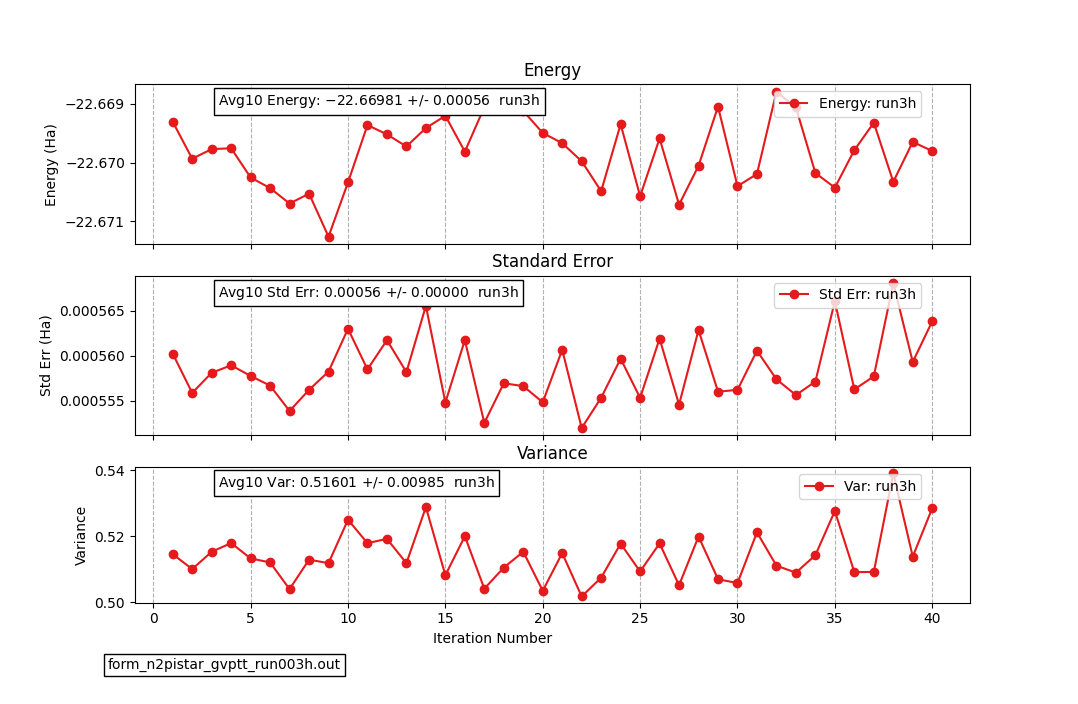 Energy
Avg10 Energy: −22.66981 +/- 0.00056 run3h
Energy: run3h
Energy (Ha)
−22.669
−22.670
−22.671
Standard Error
Avg10 Std Err: 0.00056 +/- 0.00000 run3h
Std Err: run3h
Std Err (Ha)
0.000565
0.000560
0.000555
Variance
Avg10 Var: 0.51601 +/- 0.00985 run3h
Var: run3h
Variance
0.54
0.52
0.50
0 5 10 15 20 25 30 35 40
Iteration Number
form_n2pistar_gvptt_run003h.out